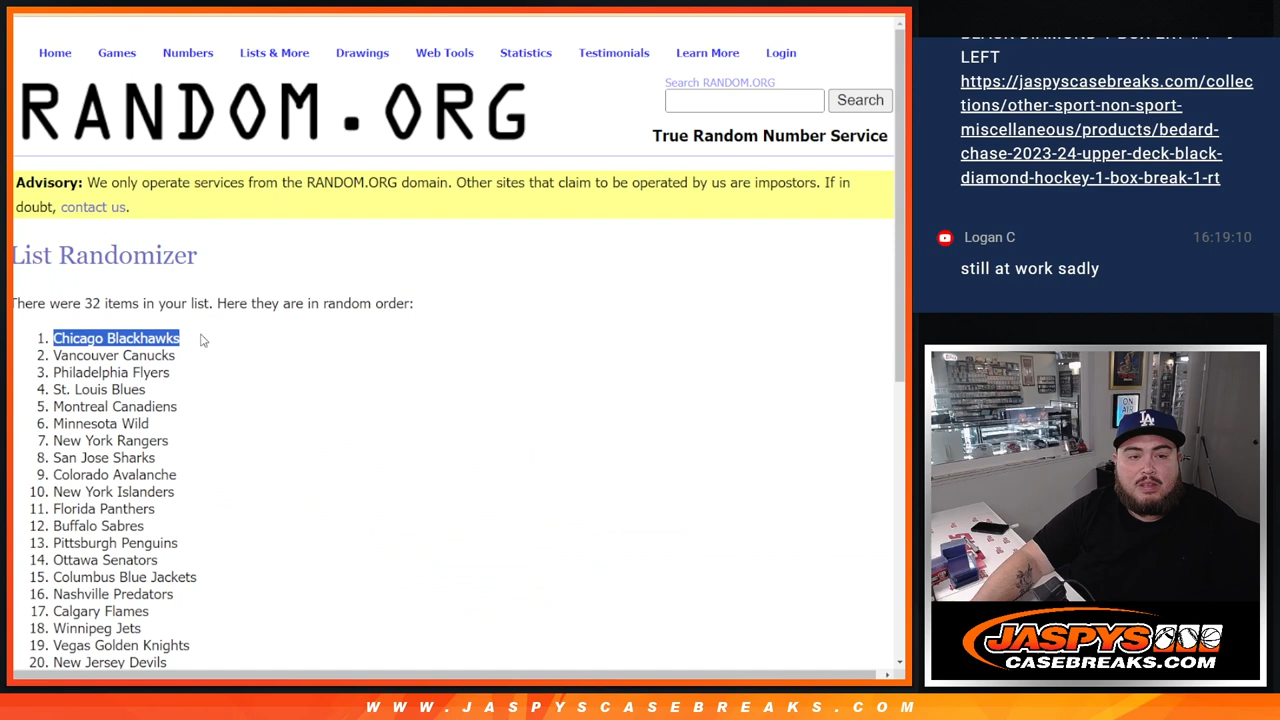 Home Games Numbers Lists & More Drawings Web Tools Statistics Testimonials Learn More Login
RANDOM.ORG
Search RANDOM.ORG
Search
True Random Number Service
Advisory: We only operate services from the RANDOM.ORG domain. Other sites that claim to be operated by us are impostors. If in
doubt, contact us.
List Randomizer
There were 32 items in your list. Here they are in random order:
1. Chicago Blackhawks
2. Vancouver Canucks
3. Philadelphia Flyers
4. St. Louis Blues
5. Montreal Canadiens
6. Minnesota Wild
7. New York Rangers
8. San Jose Sharks
9. Colorado Avalanche
10. New York Islanders
11. Florida Panthers
12. Buffalo Sabres
13. Pittsburgh Penguins
14. Ottawa Senators
15. Columbus Blue Jackets
16. Nashville Predators
17. Calgary Flames
18. Winnipeg Jets
19. Vegas Golden Knights
20. New Jersey Devils
LEFT
https://jaspyscasebreaks.com/collec
tions/other-sport-non-sport-
miscellaneous/products/bedard-
chase-2023-24-upper-deck-black-
diamond-hockey-1-box-break-1-rt
Logan C 16:19:10
still at work sadly
ON
AIR
LA
JASPYS
CASEBREAKS.COM
WWW.JASPYSCASEBREAKS.COM